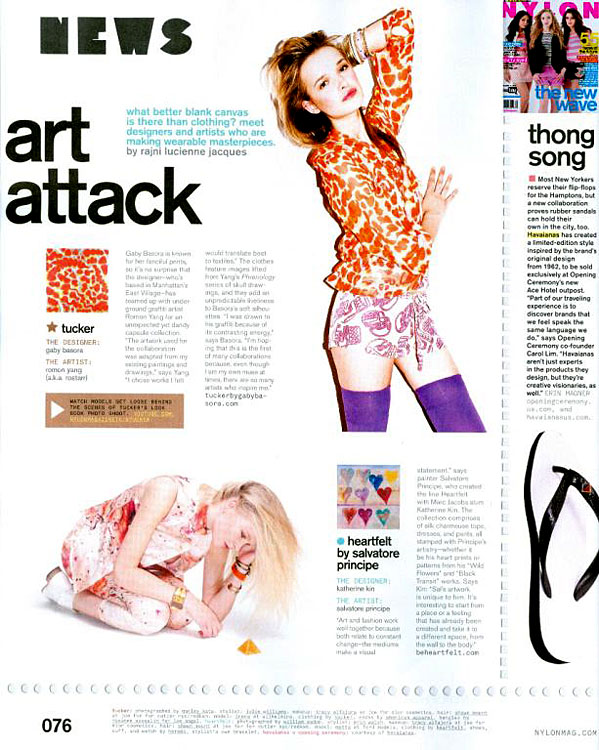 NEWS
NYLON
55
the new
wave
what better blank canvas
is there than clothing? meet
designers and artists who are
making wearable masterpieces.
by rajni lucienne jacques
art
attack
Gaby Basora is known
for her fanciful prints,
so it's no surprise that
the designer—who's
based in Manhattan's
East Village—has
teamed up with under
ground graffiti artist
Romon Yang for an
unexpected yet dandy
capsule collection.
"The artwork used for
the collaboration
was adapted from my
existing paintings and
drawings," says Yang.
"I chose works I felt
would translate best
to textiles." The clothes
feature images lifted
from Yang's Phrenology
series of skull draw-
ings, and they add an
unpredictable liveliness
to Basora's soft silhou-
ettes. "I was drawn to
his graffiti because of
its contrasting energy,"
says Basora. "I'm hop-
ing that this is the first
of many collaborations
because, even though
I am my own muse at
times, there are so many
artists who inspire me."
tuckerbygabyba-
sora.com
tucker
THE DESIGNER:
gaby basora
THE ARTIST:
romon yang
(a.k.a. rostarr)
WATCH MODELS GET LOOSE BEHIND
THE SCENES OF TUCKER'S LOOK
BOOK PHOTO SHOOT.
thong
song
Most New Yorkers
reserve their flip-flops
for the Hamptons, but
a new collaboration
proves rubber sandals
can hold their
own in the city, too.
Havaianas has created
a limited-edition style
inspired by the brand's
original design
from 1962, to be sold
exclusively at Opening
Ceremony's new
Ace Hotel outpost.
"Part of our traveling
experience is to
discover brands that
we feel speak the
same language we
do," says Opening
Ceremony co-founder
Carol Lim. "Havaianas
aren't just experts
in the products they
design, but they're
creative visionaries, as
well." ERIN MAGNER
openingceremony.
us.com, and
havaianasus.com.
heartfelt
by salvatore
principe
THE DESIGNER:
katherine kin
THE ARTIST:
salvatore principe
"Art and fashion work
well together because
both relate to constant
change—the mediums
make a visual
statement," says
painter Salvatore
Principe, who created
the line Heartfelt
with Marc Jacobs alum
Katherine Kin. The
collection comprises
of silk charmeuse tops,
dresses, and pants, all
stamped with Principe's
artistry—whether it
be his heart prints or
patterns from his "Wild
Flowers" and "Black
Transit" works. Says
Kin: "Sal's artwork
is unique to him. It's
interesting to start from
a place or a feeling
that has already been
created and take it to
a different space, from
the wall to the body."
beheartfelt.com
076
NYLONMAG.COM